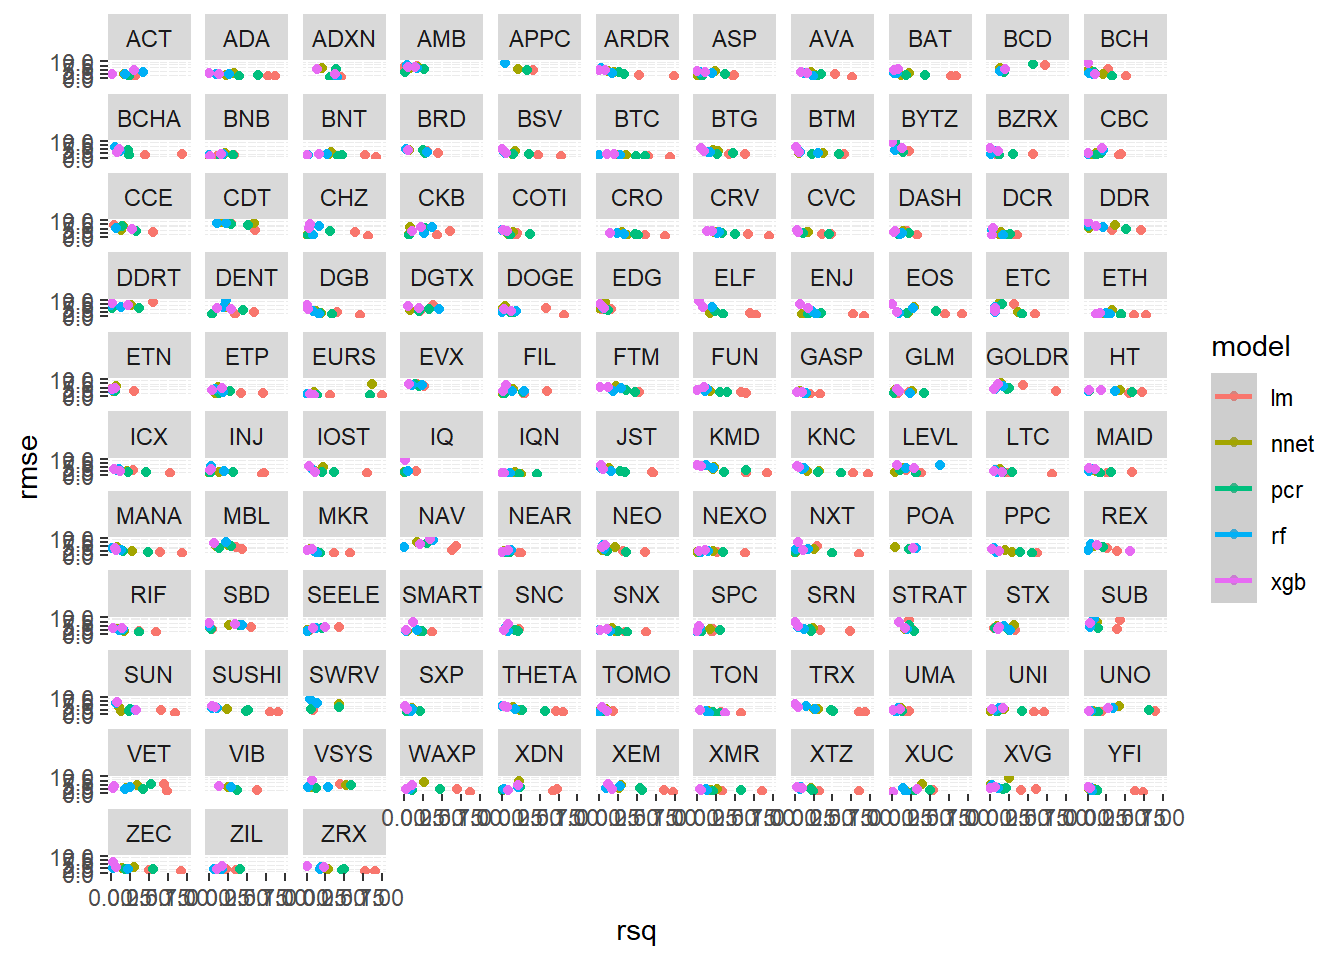 ACT ADA ADXN AMB APPC ARDR ASP AVA BAT BCD BCH
BCHA BNB BNT BRD BSV BTC BTG BTM BYTZ BZRX CBC
CCE CDT CHZ CKB COTI CRO CRV CVC DASH DCR DDR
DDRT DENT DGB DGTX DOGE EDG ELF ENJ EOS ETC ETH
ETN ETP EURS EVX FIL FTM FUN GASP GLM GOLDR HT
ICX INJ IOST IQ IQN JST KMD KNC LEVL LTC MAID
MANA MBL MKR NAV NEAR NEO NEXO NXT POA PPC REX
RIF SBD SEELE SMART SNC SNX SPC SRN STRAT STX SUB
SUN SUSHI SWRV SXP THETA TOMO TON TRX UMA UNI UNO
VET VIB VSYS WAXP XDN XEM XMR XTZ XUC XVG YFI
ZEC ZIL ZRX
rsq
rmse
model
lm
nnet
pcr
rf
xgb